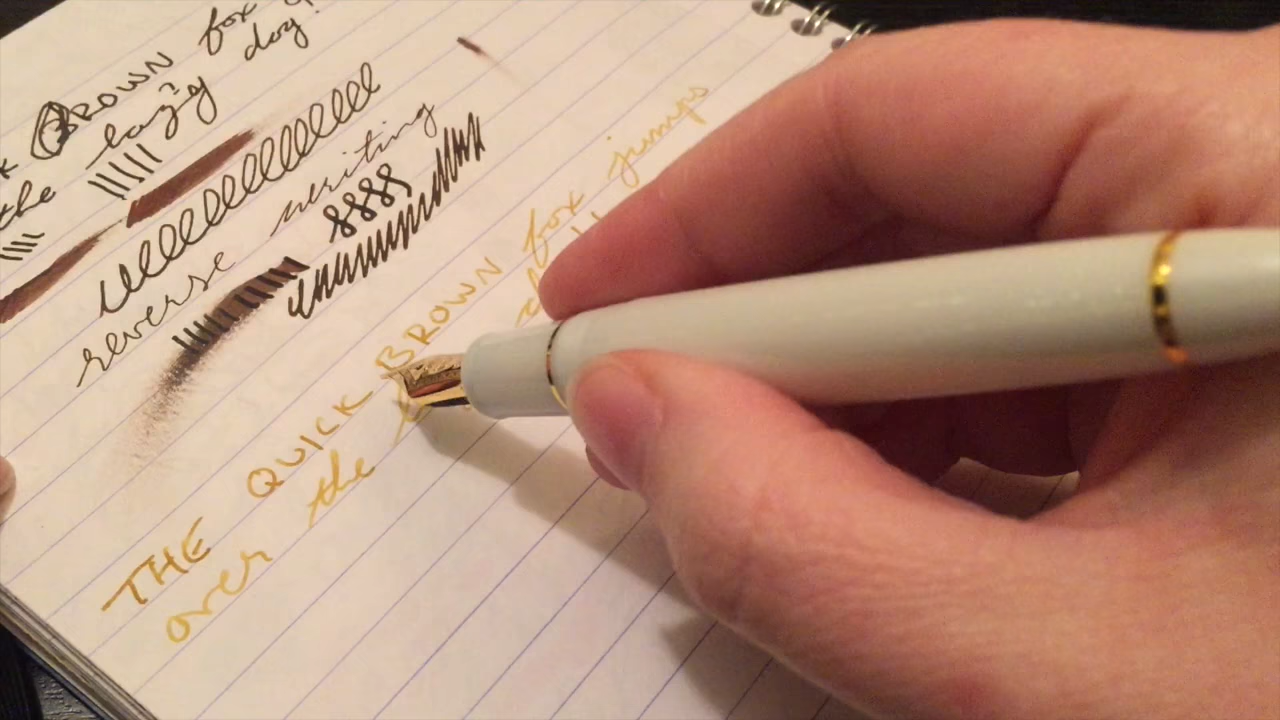 BROWN fox
the lazy dog.
reverse writing
THE QUICK BROWN fox jumps
over the